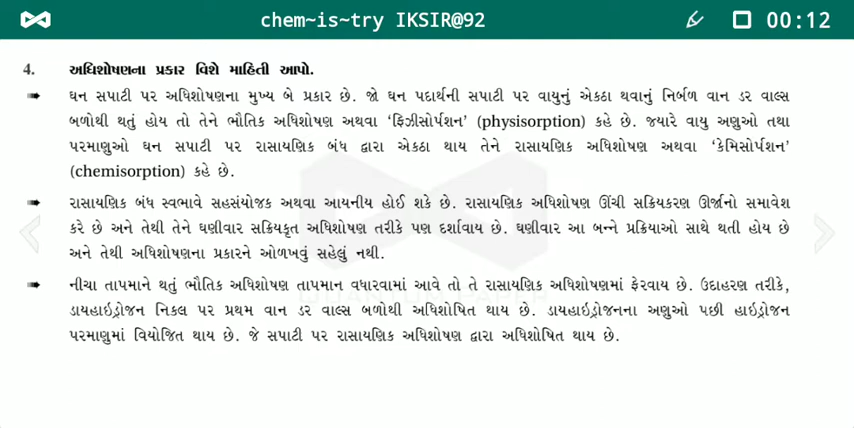 chem~is~try IKSIR@92
00:12
4. અધિશોષણના પ્રકાર વિશે માહિતી આપો.
➠ ઘન સપાટી પર અધિશોષણના મુખ્ય બે પ્રકાર છે. જો ઘન પદાર્થની સપાટી પર વાયુનું એકઠા થવાનું નિર્બળ વાન ડર વાલ્સ
બળોથી થતું હોય તો તેને ભૌતિક અધિશોષણ અથવા ‘ફિઝીસોર્પશન’ (physisorption) કહે છે. જયારે વાયુ અણુઓ તથા
પરમાણુઓ ઘન સપાટી પર રાસાયણિક બંધ દ્વારા એકઠા થાય તેને રાસાયણિક અધિશોષણ અથવા ‘કેમિસોર્પશન’
(chemisorption) કહે છે.
➠ રાસાયણિક બંધ સ્વભાવે સહસંયોજક અથવા આયનીય હોઈ શકે છે. રાસાયણિક અધિશોષણ ઊંચી સક્રિયકરણ ઊર્જાનો સમાવેશ
કરે છે અને તેથી તેને ઘણીવાર સક્રિયકૃત અધિશોષણ તરીકે પણ દર્શાવાય છે. ઘણીવાર આ બન્ને પ્રક્રિયાઓ સાથે થતી હોય છે
અને તેથી અધિશોષણના પ્રકારને ઓળખવું સહેલું નથી.
➠ નીચા તાપમાને થતું ભૌતિક અધિશોષણ તાપમાન વધારવામાં આવે તો તે રાસાયણિક અધિશોષણમાં ફેરવાય છે. ઉદાહરણ તરીકે,
ડાયહાઇડ્રોજન નિકલ પર પ્રથમ વાન ડર વાલ્સ બળોથી અધિશોષિત થાય છે. ડાયહાઇડ્રોજનના અણુઓ પછી હાઇડ્રોજન
પરમાણુમાં વિયોજિત થાય છે. જે સપાટી પર રાસાયણિક અધિશોષણ દ્વારા અધિશોષિત થાય છે.